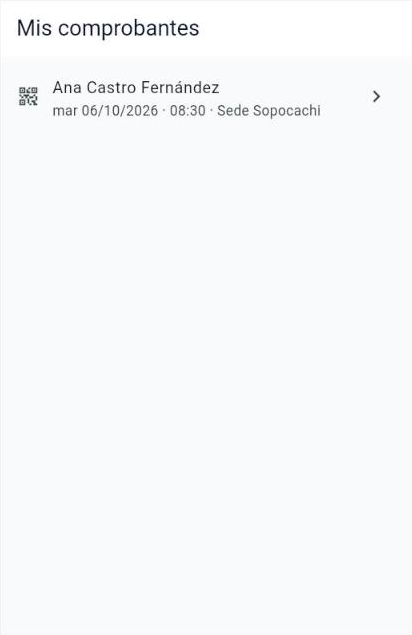 Mis comprobantes
Ana Castro Fernández
mar 06/10/2026 · 08:30 · Sede Sopocachi